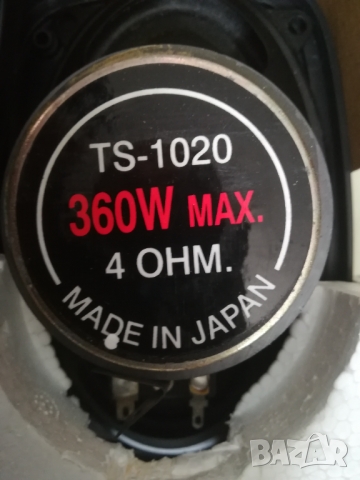 TS-1020
360W MAX.
4 OHM.
MADE IN JAPAN
BAZAR